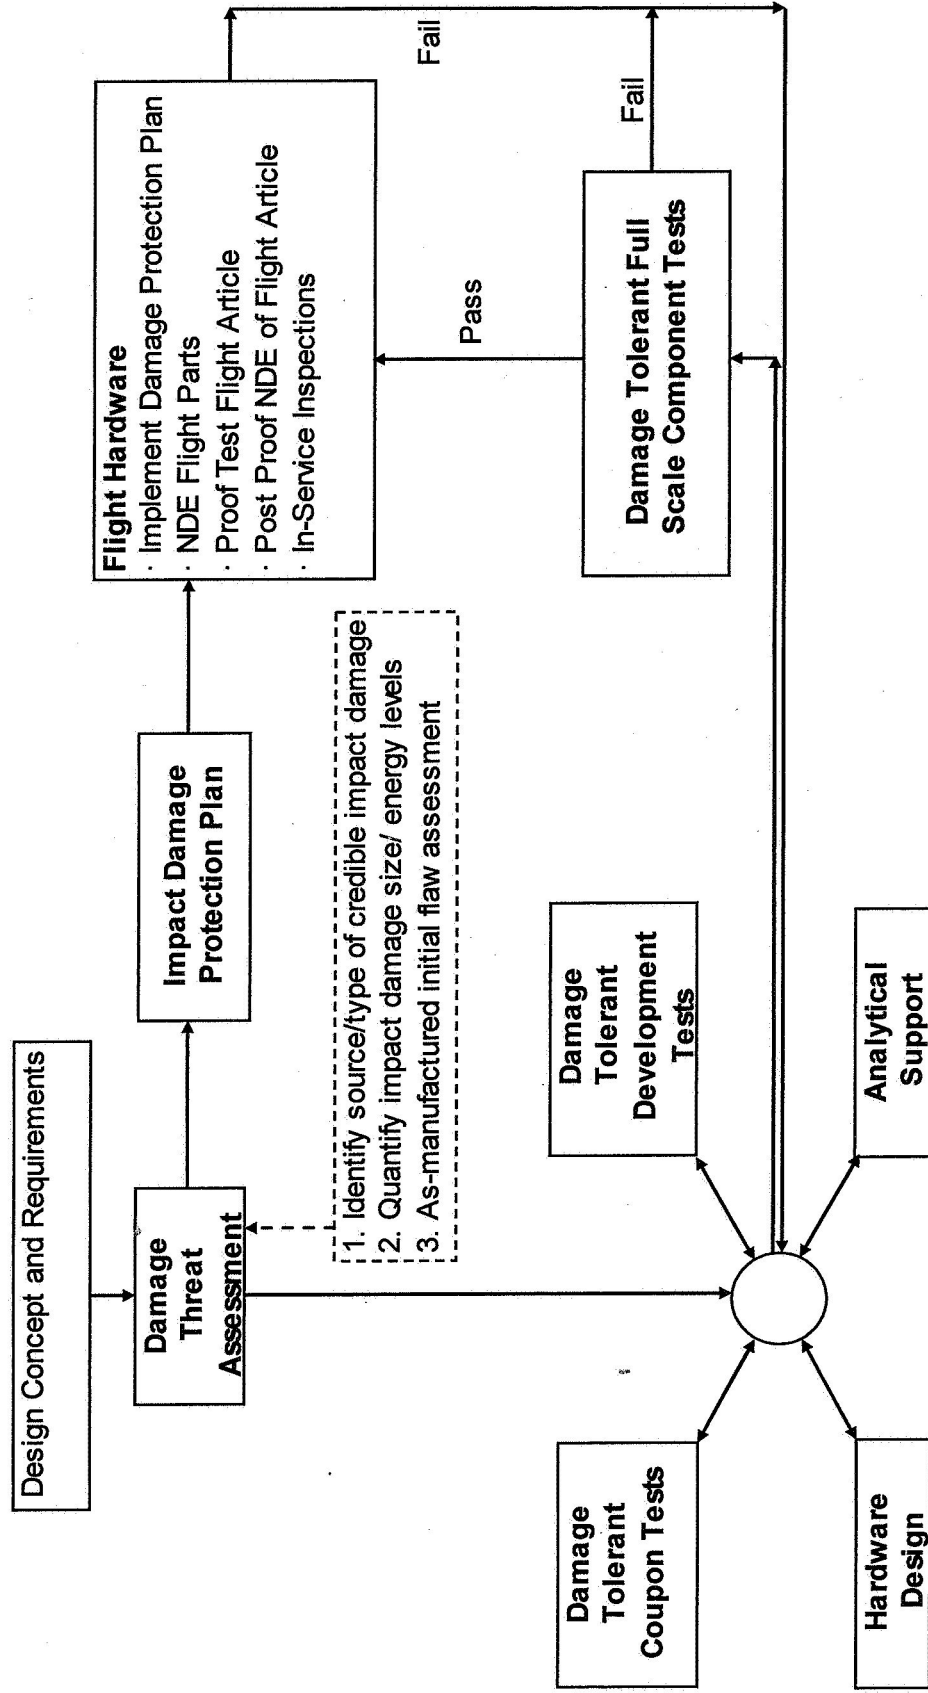 Design Concept and Requirements
Damage
Threat
Assessment
Impact Damage
Protection Plan
Flight Hardware
· Implement Damage Protection Plan
· NDE Flight Parts
· Proof Test Flight Article
· Post Proof NDE of Flight Article
· In-Service Inspections
1. Identify source/type of credible impact damage
2. Quantify impact damage size/ energy levels
3. As-manufactured initial flaw assessment
Pass
Fail
Fail
Damage Tolerant Full
Scale Component Tests
Damage
Tolerant
Coupon Tests
Damage
Tolerant
Development
Tests
Hardware
Design
Analytical
Support